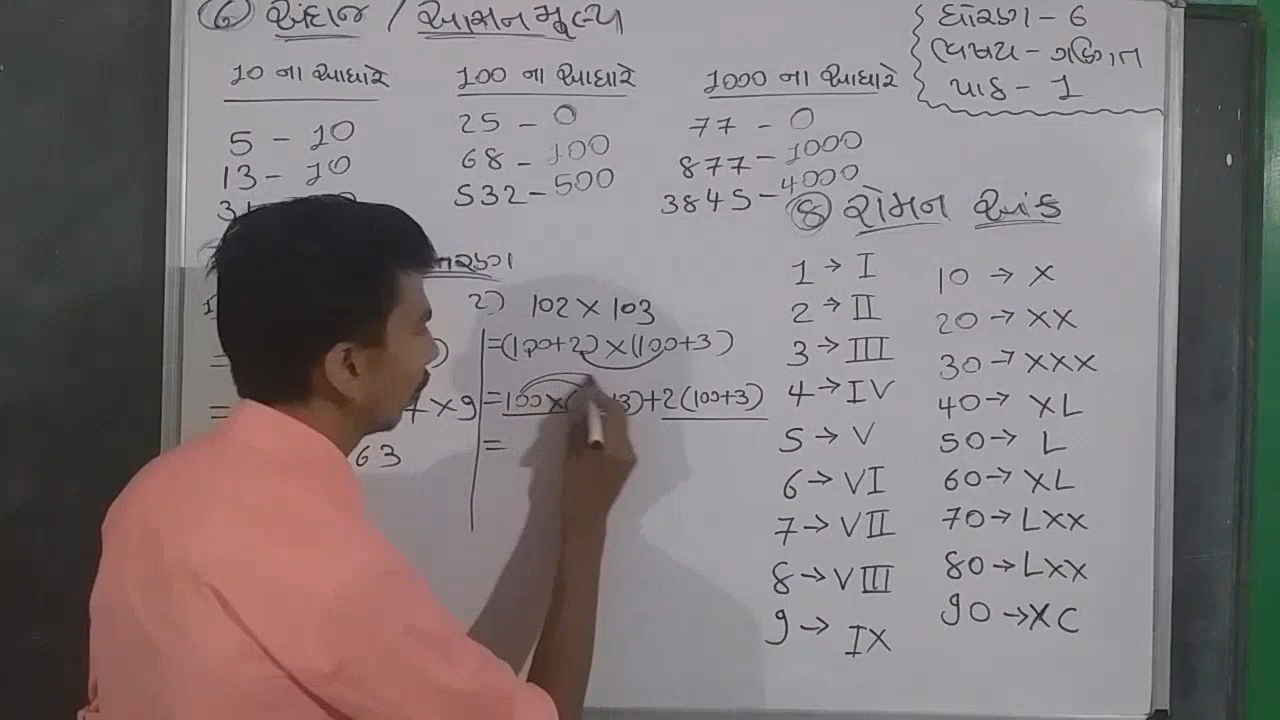 6 અંદાજ / આસન મૂલ્ય
10 ના આધારે
5 - 10
13 - 10
100 ના આધારે
25 - 0
68 - 100
532 - 500
1000 ના આધારે
77 - 0
877 - 1000
3845 - 4000
ધોરણ - 6
વિષય - ગણિત
પાઠ - 1
× 9
63
2) 102 × 103
= (100+2) × (100+3)
= 100 × ( +3) + 2 (100+3)
=
8 રોમન અંક
1 → I
2 → II
3 → III
4 → IV
5 → V
6 → VI
7 → VII
8 → VIII
9 → IX
10 → X
20 → XX
30 → XXX
40 → XL
50 → L
60 → XL
70 → LXX
80 → LXX
90 → XC